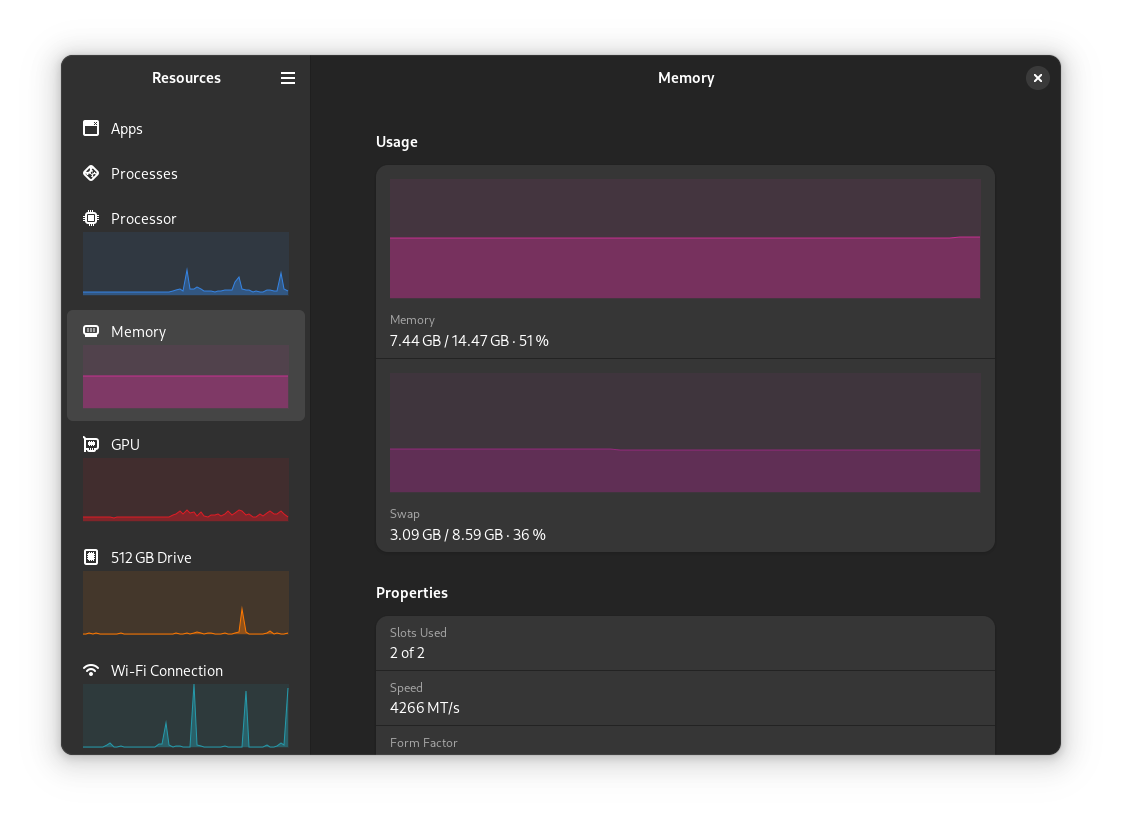 Resources
Apps
Processes
Processor
Memory
GPU
512 GB Drive
Wi-Fi Connection
Memory
Usage
Memory
7.44 GB / 14.47 GB · 51 %
Swap
3.09 GB / 8.59 GB · 36 %
Properties
Slots Used
2 of 2
Speed
4266 MT/s
Form Factor